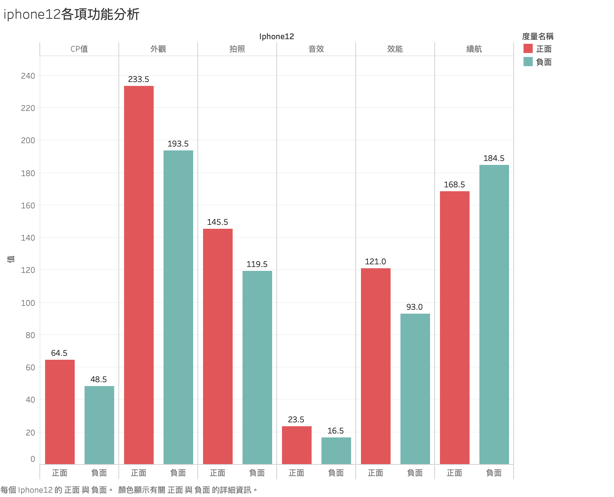 iphone12各項功能分析
Iphone12
CP值 外觀 拍照 音效 效能 續航
度量名稱
正面
負面
值
240
220
200
180
160
140
120
100
80
60
40
20
0
64.5
48.5
233.5
193.5
145.5
119.5
23.5
16.5
121.0
93.0
168.5
184.5
正面 負面 正面 負面 正面 負面 正面 負面 正面 負面 正面 負面
每個 Iphone12 的 正面 與 負面。 顏色顯示有關 正面 與 負面 的詳細資訊。